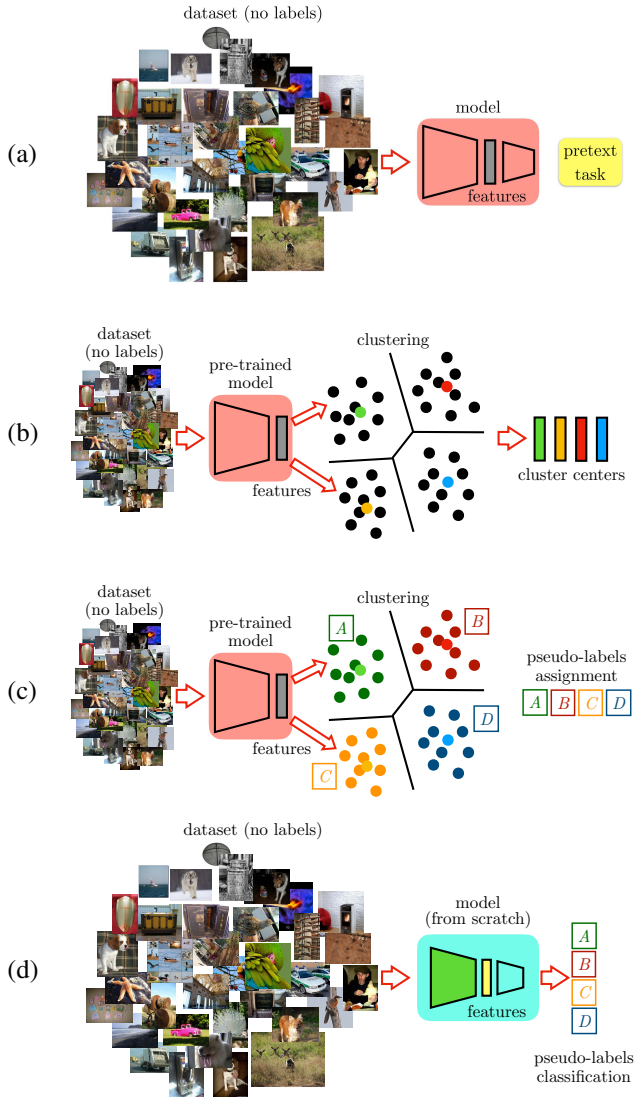 dataset (no labels)
(a)
model
features
pretext
task
(b)
dataset
(no labels)
pre-trained
model
features
clustering
cluster centers
(c)
dataset
(no labels)
pre-trained
model
features
clustering
A
B
C
D
pseudo-labels
assignment
A B C D
dataset (no labels)
(d)
model
(from scratch)
features
A
B
C
D
pseudo-labels
classification